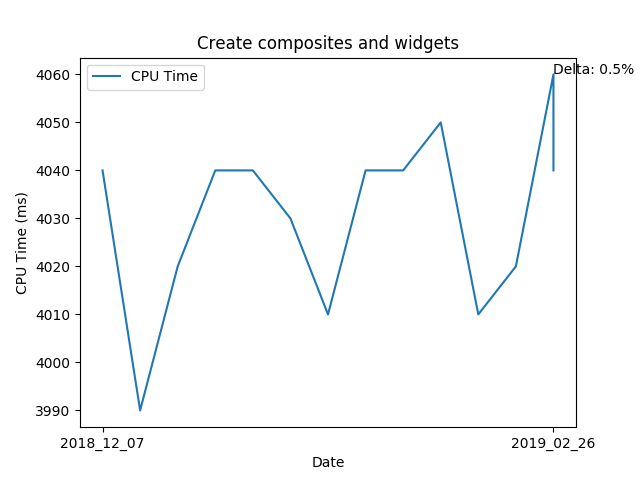 Create composites and widgets
Delta: 0.5%
CPU Time
4060
4050
4040
4030
4020
4010
4000
3990
CPU Time (ms)
2018_12_07
2019_02_26
Date